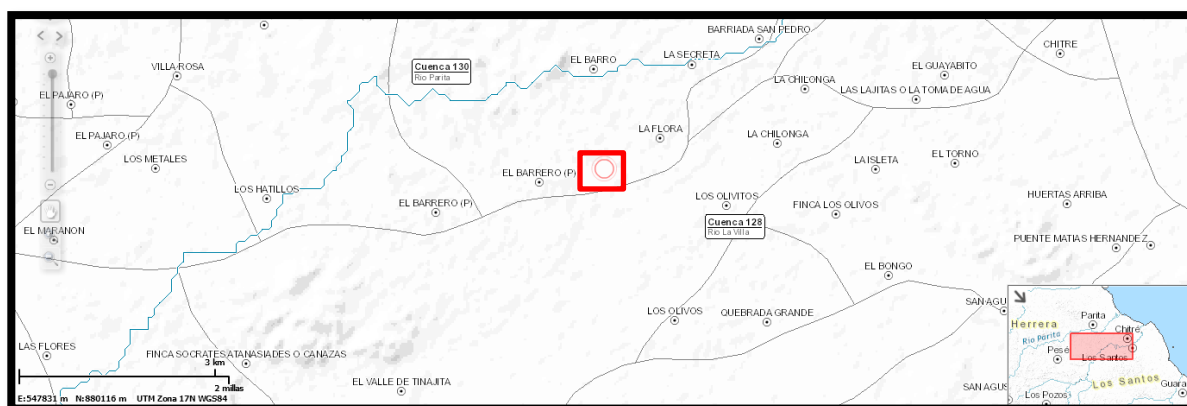 BARRIADA SAN PEDRO
CHITRE
LA SECRETA
EL BARRO
Cuenca 130
Rio Parita
VILLA ROSA
EL GUAYABITO
LA CHILONGA
LAS LAJITAS O LA TOMA DE AGUA
EL PAJARO (P)
EL PAJARO (P)
LA FLORA
LA CHILONGA
LOS METALES
LA ISLETA
EL TORNO
EL BARRERO (P)
LOS HATILLOS
LOS OLIVITOS
HUERTAS ARRIBA
EL BARRERO (P)
FINCA LOS OLIVOS
Cuenca 128
Rio La Villa
EL MARANON
PUENTE MATIAS HERNANDEZ
EL BONGO
SAN AGU
LOS OLIVOS
QUEBRADA GRANDE
LAS FLORES
FINCA SOCRATES ATANASIADES O CANAZAS
3 km
2 millas
EL VALLE DE TINAJITA
SAN AGUS
E:547831 m N:880116 m UTM Zona 17N WGS84
Parita
Herrera
Chitré
Rio Parita
Pesé
Los Santos
Los Santos
Guara
Los Pozos